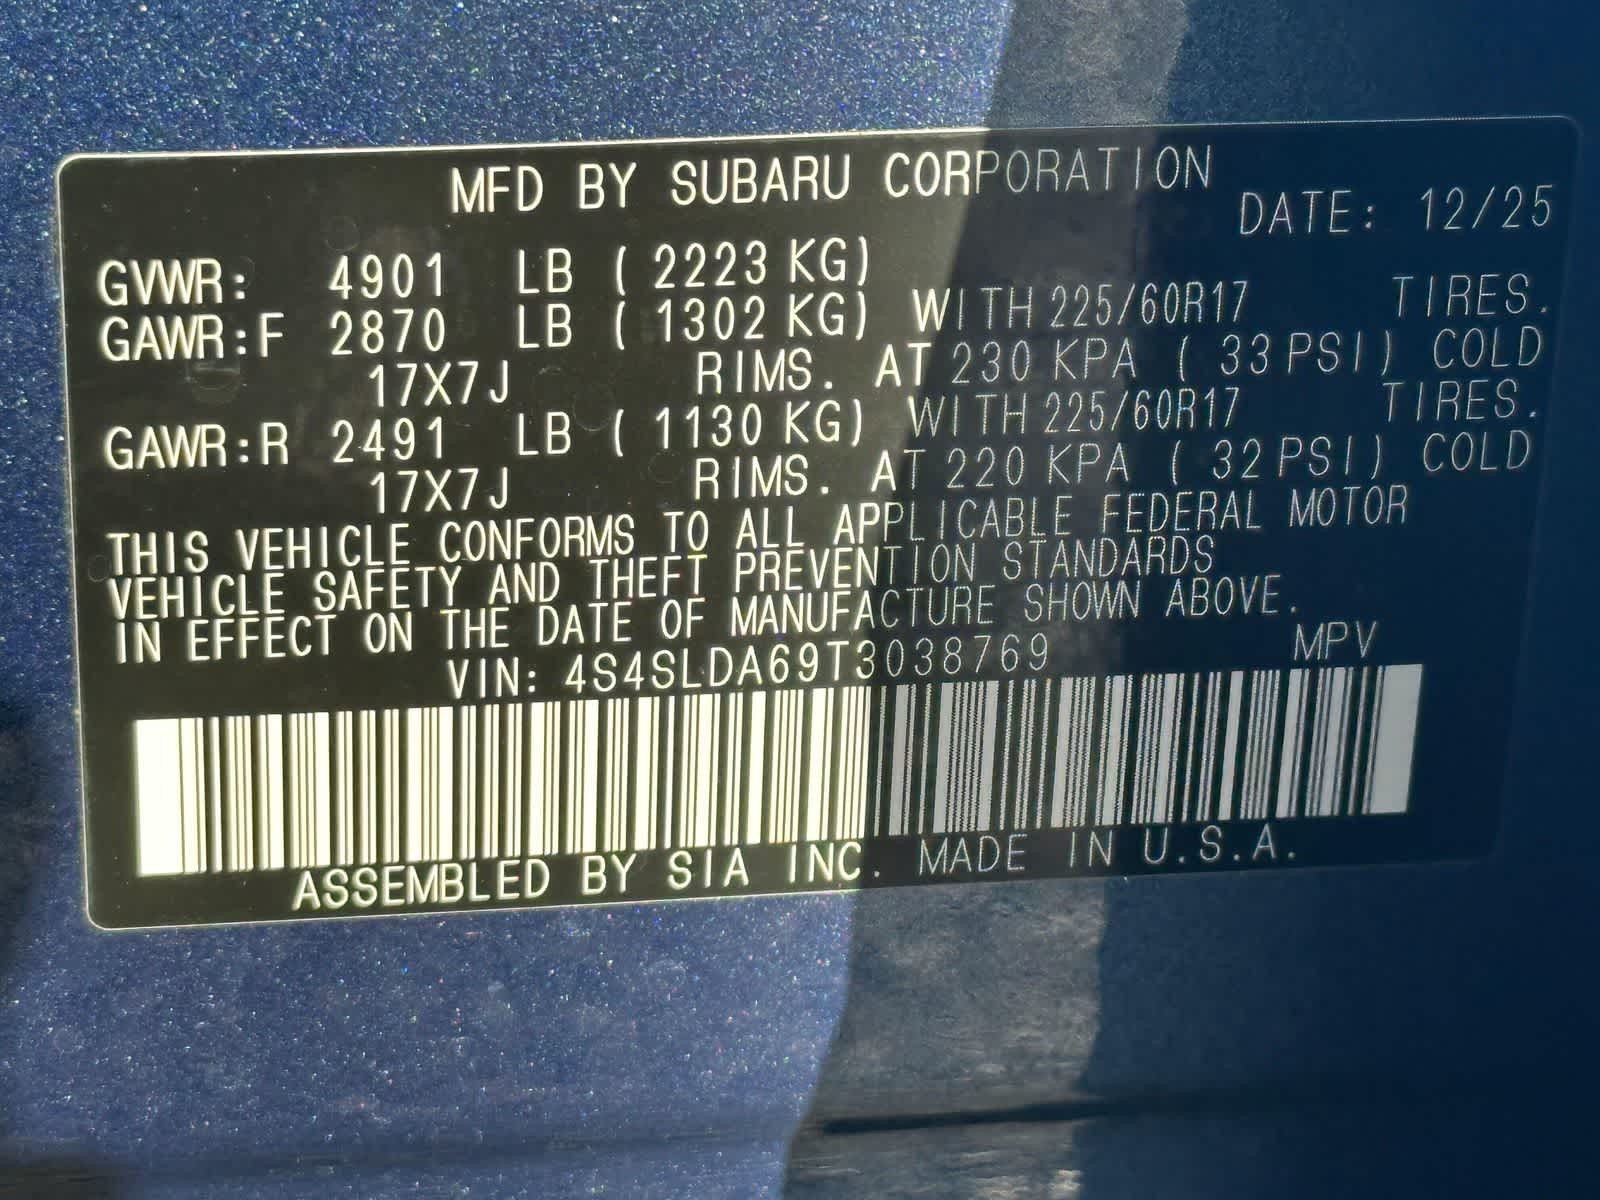 MFD BY SUBARU CORPORATION
DATE: 12/25
GVWR: 4901 LB ( 2223 KG)
GAWR:F 2870 LB ( 1302 KG) WITH 225/60R17 TIRES.
17X7J RIMS. AT 230 KPA ( 33 PSI) COLD
GAWR:R 2491 LB ( 1130 KG) WITH 225/60R17 TIRES.
17X7J RIMS. AT 220 KPA ( 32 PSI) COLD
THIS VEHICLE CONFORMS TO ALL APPLICABLE FEDERAL MOTOR
VEHICLE SAFETY AND THEFT PREVENTION STANDARDS
IN EFFECT ON THE DATE OF MANUFACTURE SHOWN ABOVE.
VIN: 4S4SLDA69T3038769 MPV
ASSEMBLED BY SIA INC. MADE IN U.S.A.